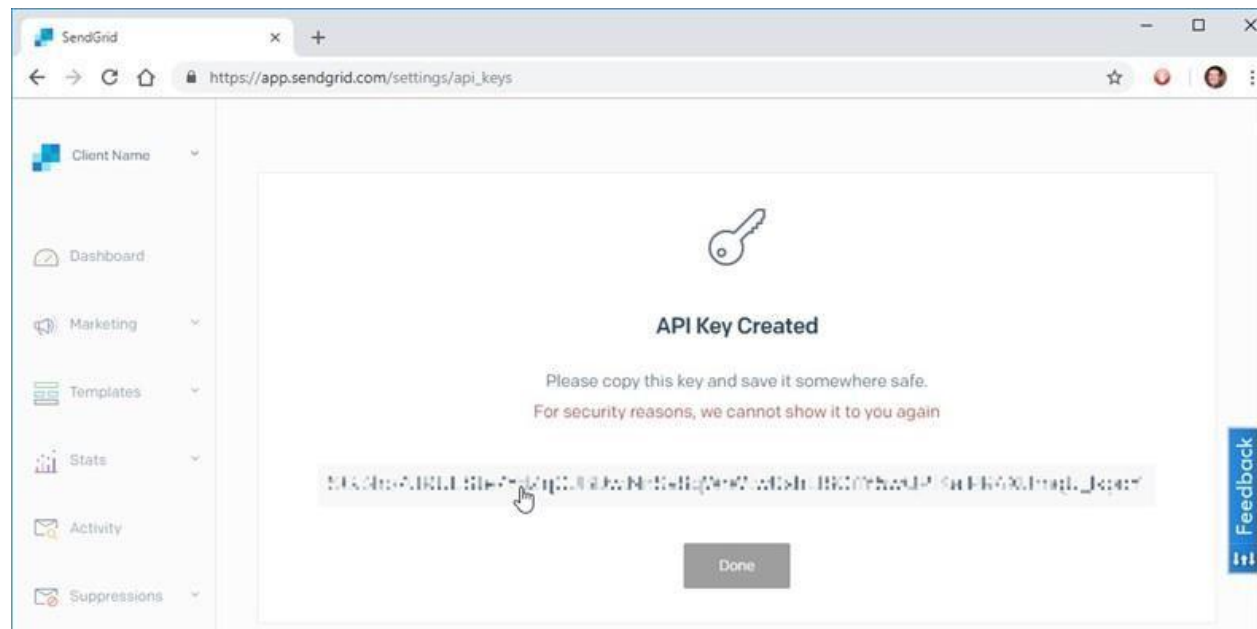 SendGrid
https://app.sendgrid.com/settings/api_keys
Client Name
Dashboard
Marketing
Templates
Stats
Activity
Suppressions
API Key Created
Please copy this key and save it somewhere safe.
For security reasons, we cannot show it to you again
Done
Feedback